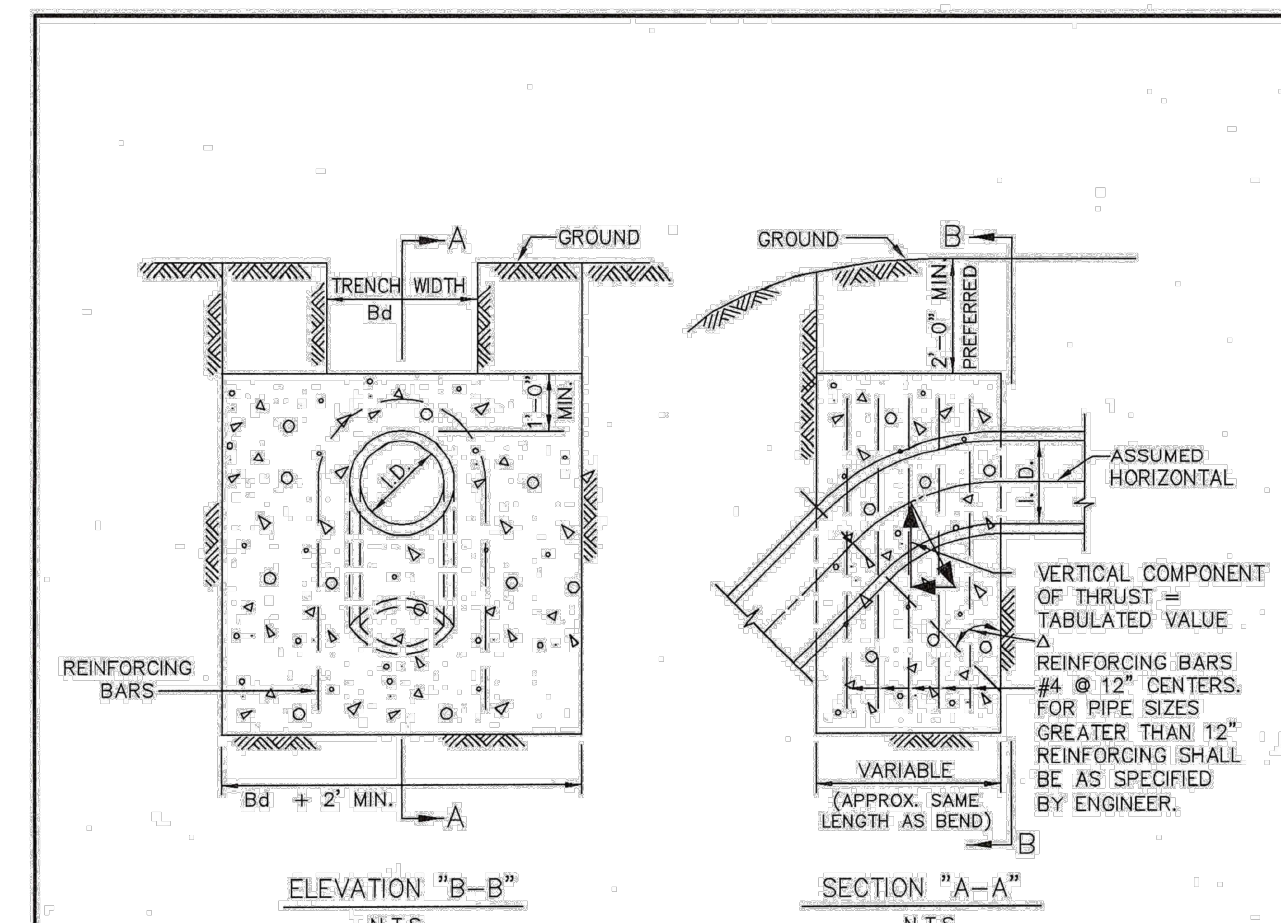 A
GROUND
TRENCH WIDTH
Bd
1'-0"
MIN.
I.D.
REINFORCING
BARS
Bd + 2' MIN.
A
ELEVATION "B-B"
N.T.S.
GROUND
B
2'-0" MIN.
PREFERRED
I. D.
ASSUMED
HORIZONTAL
VERTICAL COMPONENT
OF THRUST =
TABULATED VALUE
Δ
REINFORCING BARS
#4 @ 12" CENTERS.
FOR PIPE SIZES
GREATER THAN 12"
REINFORCING SHALL
BE AS SPECIFIED
BY ENGINEER.
VARIABLE
(APPROX. SAME
LENGTH AS BEND)
B
SECTION "A-A"
N.T.S.